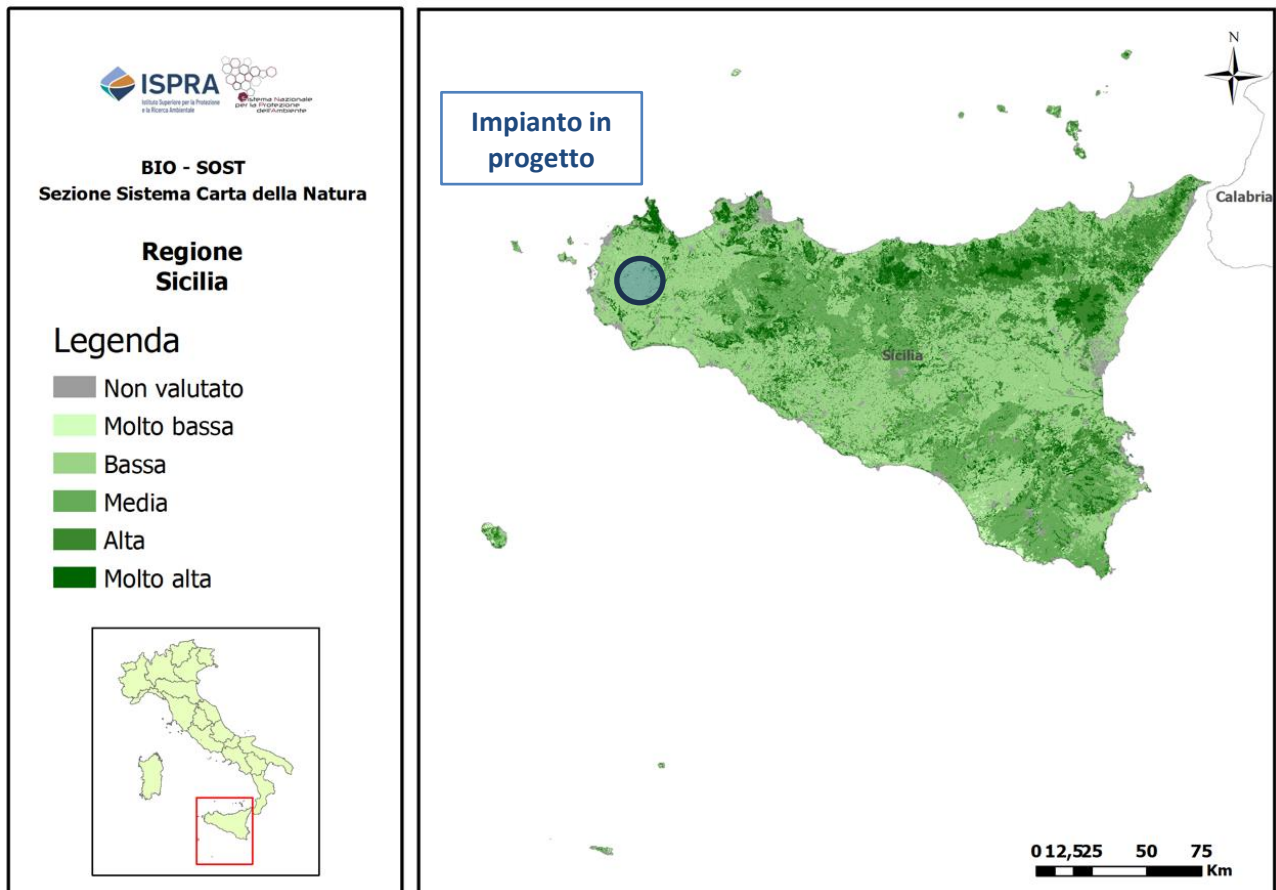 ISPRA
Istituto Superiore per la Protezione
e la Ricerca Ambientale
Sistema Nazionale
per la Protezione
dell'Ambiente
BIO - SOST
Sezione Sistema Carta della Natura
Regione
Sicilia
Legenda
Non valutato
Molto bassa
Bassa
Media
Alta
Molto alta
Impianto in
progetto
N
Calabria
Sicilia
0 12,525 50 75
Km